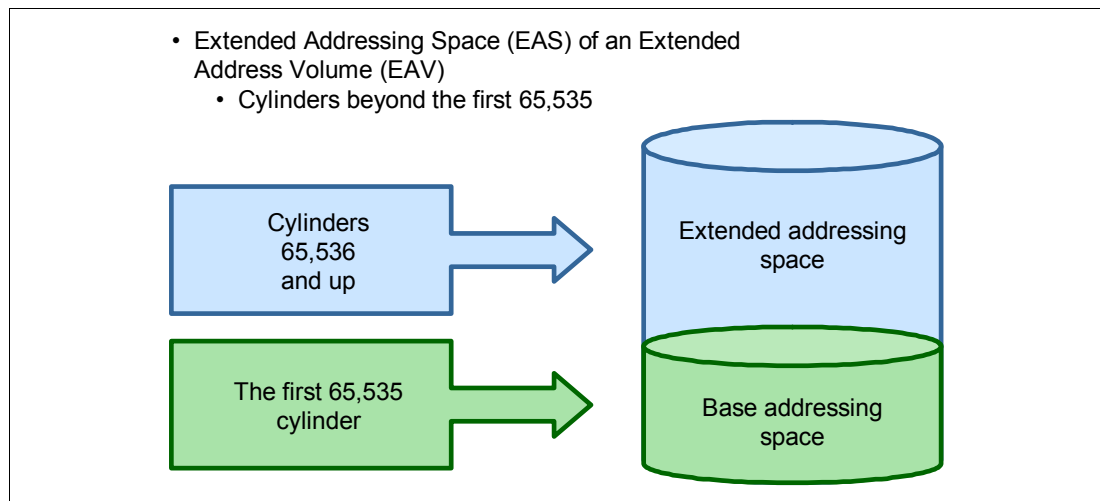 • Extended Addressing Space (EAS) of an Extended
Address Volume (EAV)
• Cylinders beyond the first 65,535
Cylinders
65,536
and up
Extended addressing
space
The first 65,535
cylinder
Base addressing
space